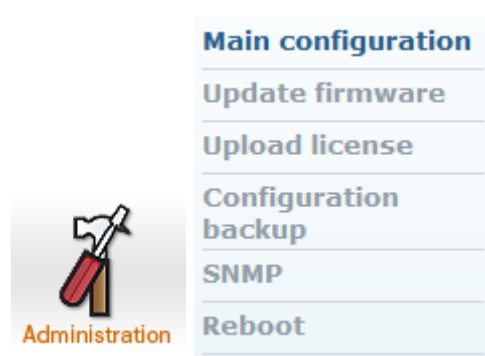 Main configuration
Update firmware
Upload license
Configuration
backup
SNMP
Reboot
Administration